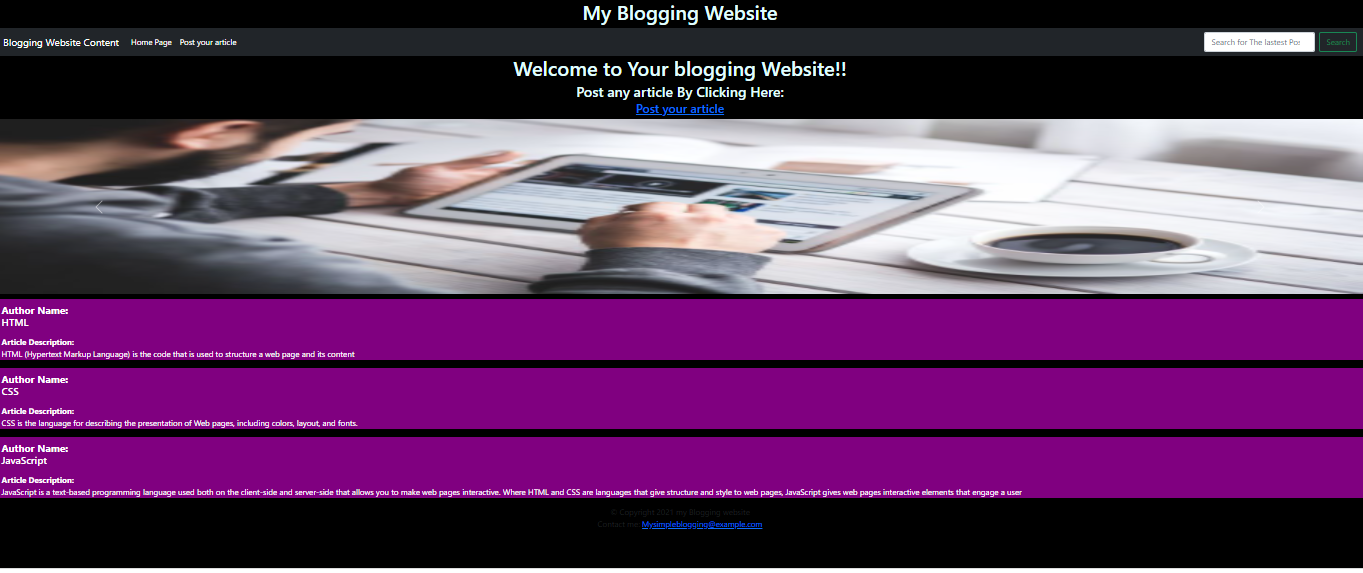 My Blogging Website
Blogging Website Content Home Page Post your article Search for The lastest Por Search
Welcome to Your blogging Website!!
Post any article By Clicking Here:
Post your article
Author Name:
HTML
Article Description:
HTML (Hypertext Markup Language) is the code that is used to structure a web page and its content
Author Name:
CSS
Article Description:
CSS is the language for describing the presentation of Web pages, including colors, layout, and fonts.
Author Name:
JavaScript
Article Description:
JavaScript is a text-based programming language used both on the client-side and server-side that allows you to make web pages interactive. Where HTML and CSS are languages that give structure and style to web pages, JavaScript gives web pages interactive elements that engage a user
© Copyright 2021 my Blogging website
Contact me: Mysimpleblogging@example.com